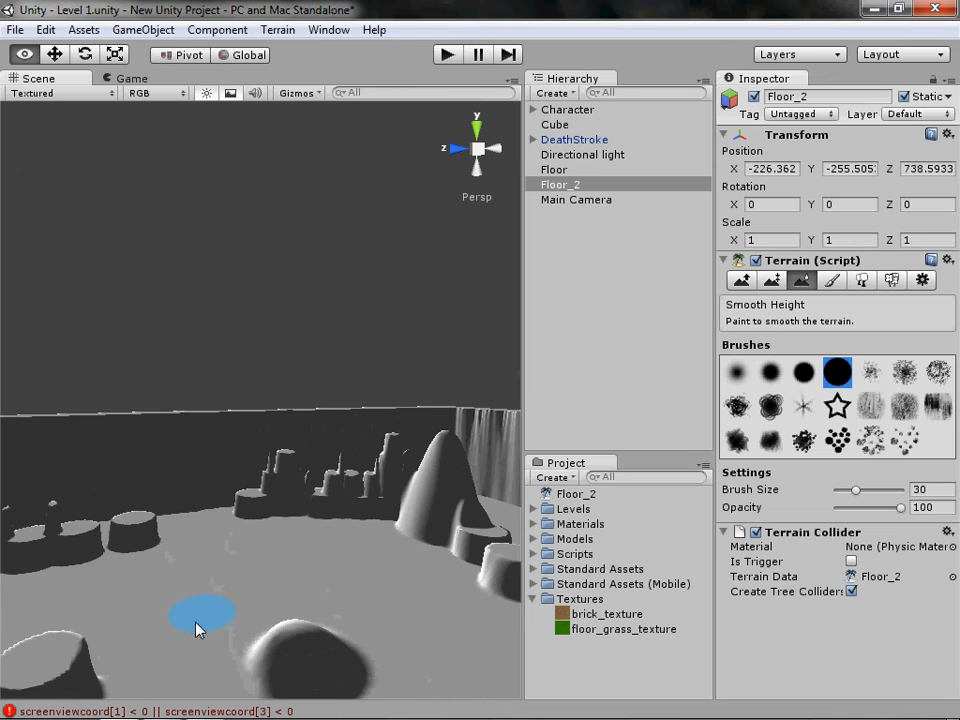 Unity - Level 1.unity - New Unity Project - PC and Mac Standalone*
File Edit Assets GameObject Component Terrain Window Help
Pivot Global Layers Layout
Scene Game
Textured RGB Gizmos All
y
z
Persp
Hierarchy
Create All
Character
Cube
DeathStroke
Directional light
Floor
Floor_2
Main Camera
Project
Create All
Floor_2
Levels
Materials
Models
Scripts
Standard Assets
Standard Assets (Mobile)
Textures
brick_texture
floor_grass_texture
Inspector
Floor_2 Static
Tag Untagged Layer Default
Transform
Position
X -226.362 Y -255.505 Z 738.5933
Rotation
X 0 Y 0 Z 0
Scale
X 1 Y 1 Z 1
Terrain (Script)
Smooth Height
Paint to smooth the terrain.
Brushes
Settings
Brush Size 30
Opacity 100
Terrain Collider
Material None (Physic Mater
Is Trigger
Terrain Data Floor_2
Create Tree Colliders
screenviewcoord[1] < 0 || screenviewcoord[3] < 0